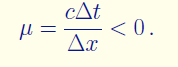 μ = cΔt / Δx < 0 .